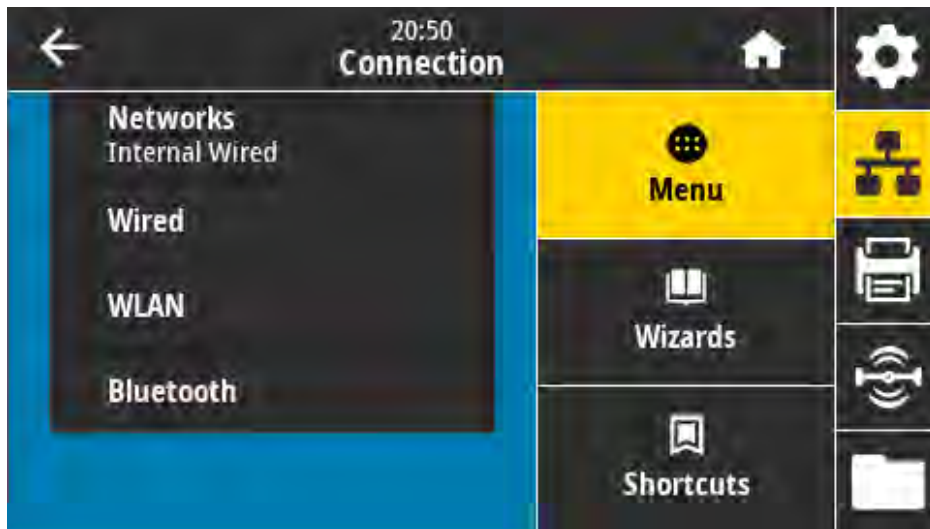 20:50
Connection
Networks
Internal Wired
Wired
WLAN
Bluetooth
Menu
Wizards
Shortcuts